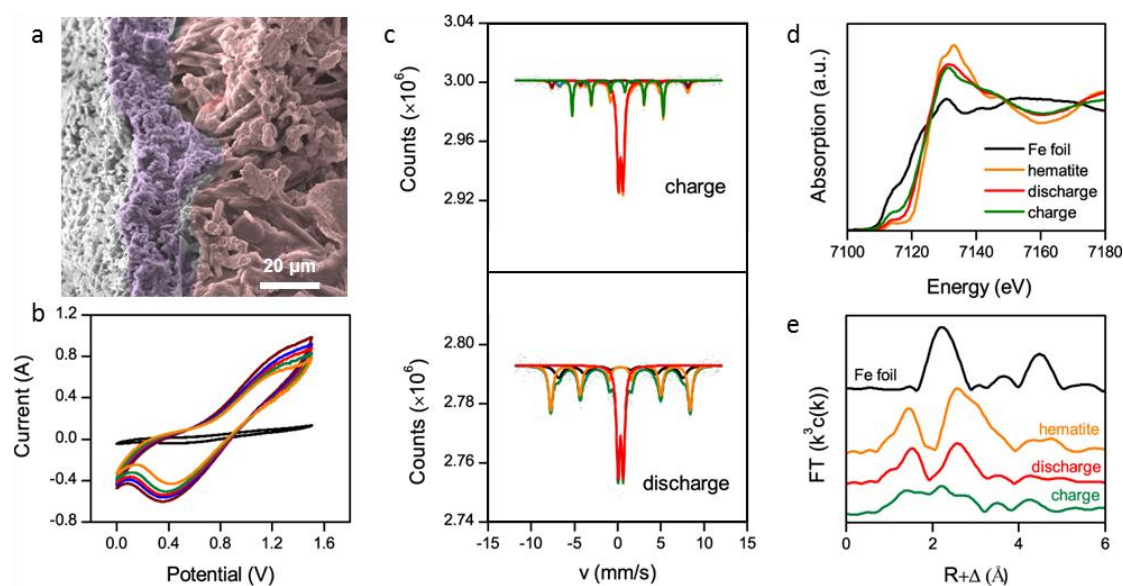 a
20 µm
b
Current (A)
1.2
0.8
0.4
0.0
-0.4
-0.8
0.0 0.4 0.8 1.2 1.6
Potential (V)
c
Counts (×10⁶)
3.04
3.00
2.96
2.92
charge
Counts (×10⁶)
2.80
2.78
2.76
2.74
discharge
-15 -10 -5 0 5 10 15
v (mm/s)
d
Absorption (a.u.)
Fe foil
hematite
discharge
charge
7100 7120 7140 7160 7180
Energy (eV)
e
FT (k³c(k))
Fe foil
hematite
discharge
charge
0 2 4 6
R+Δ (Å)